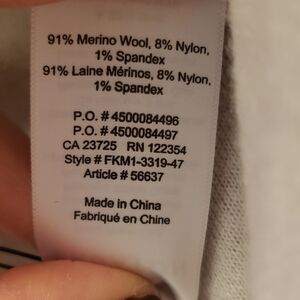 91% Merino Wool, 8% Nylon,
1% Spandex
91% Laine Mérinos, 8% Nylon,
1% Spandex
P.O. # 4500084496
P.O. # 4500084497
CA 23725 RN 122354
Style # FKM1-3319-47
Article # 56637
Made in China
Fabriqué en Chine